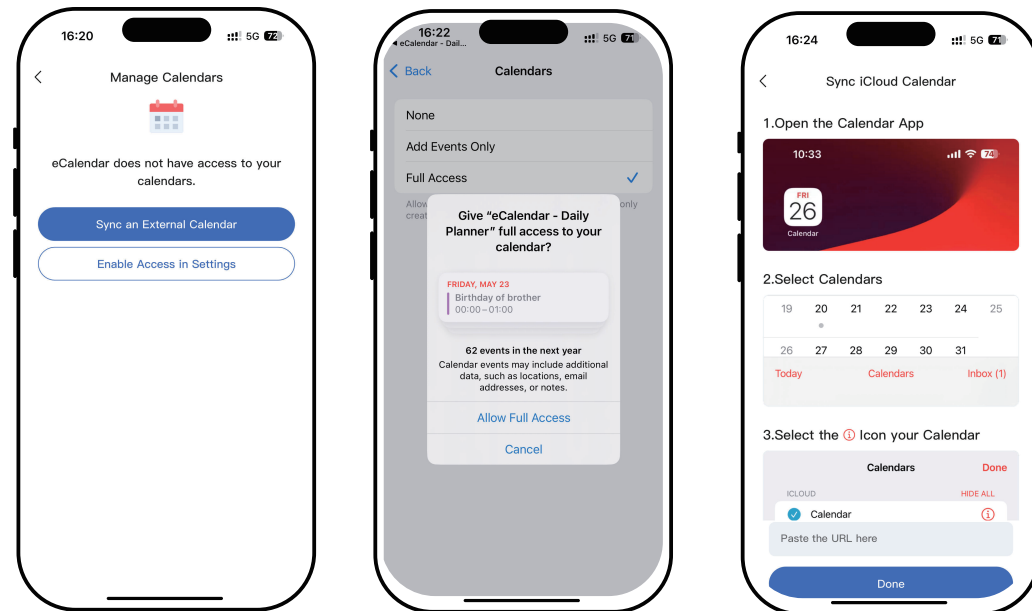 16:20
5G 72
Manage Calendars
eCalendar does not have access to your
calendars.
Sync an External Calendar
Enable Access in Settings
16:22
eCalendar - Dail...
5G 71
Back
Calendars
None
Add Events Only
Full Access
Allow
only
creat
Give “eCalendar - Daily
Planner” full access to your
calendar?
FRIDAY, MAY 23
Birthday of brother
00:00 – 01:00
62 events in the next year
Calendar events may include additional
data, such as locations, email
addresses, or notes.
Allow Full Access
Cancel
16:24
5G 71
Sync iCloud Calendar
1.Open the Calendar App
10:33
74
FRI
26
Calendar
2.Select Calendars
19 20 21 22 23 24 25
26 27 28 29 30 31
Today Calendars Inbox (1)
3.Select the i Icon your Calendar
Calendars Done
ICLOUD HIDE ALL
Calendar i
Paste the URL here
Done